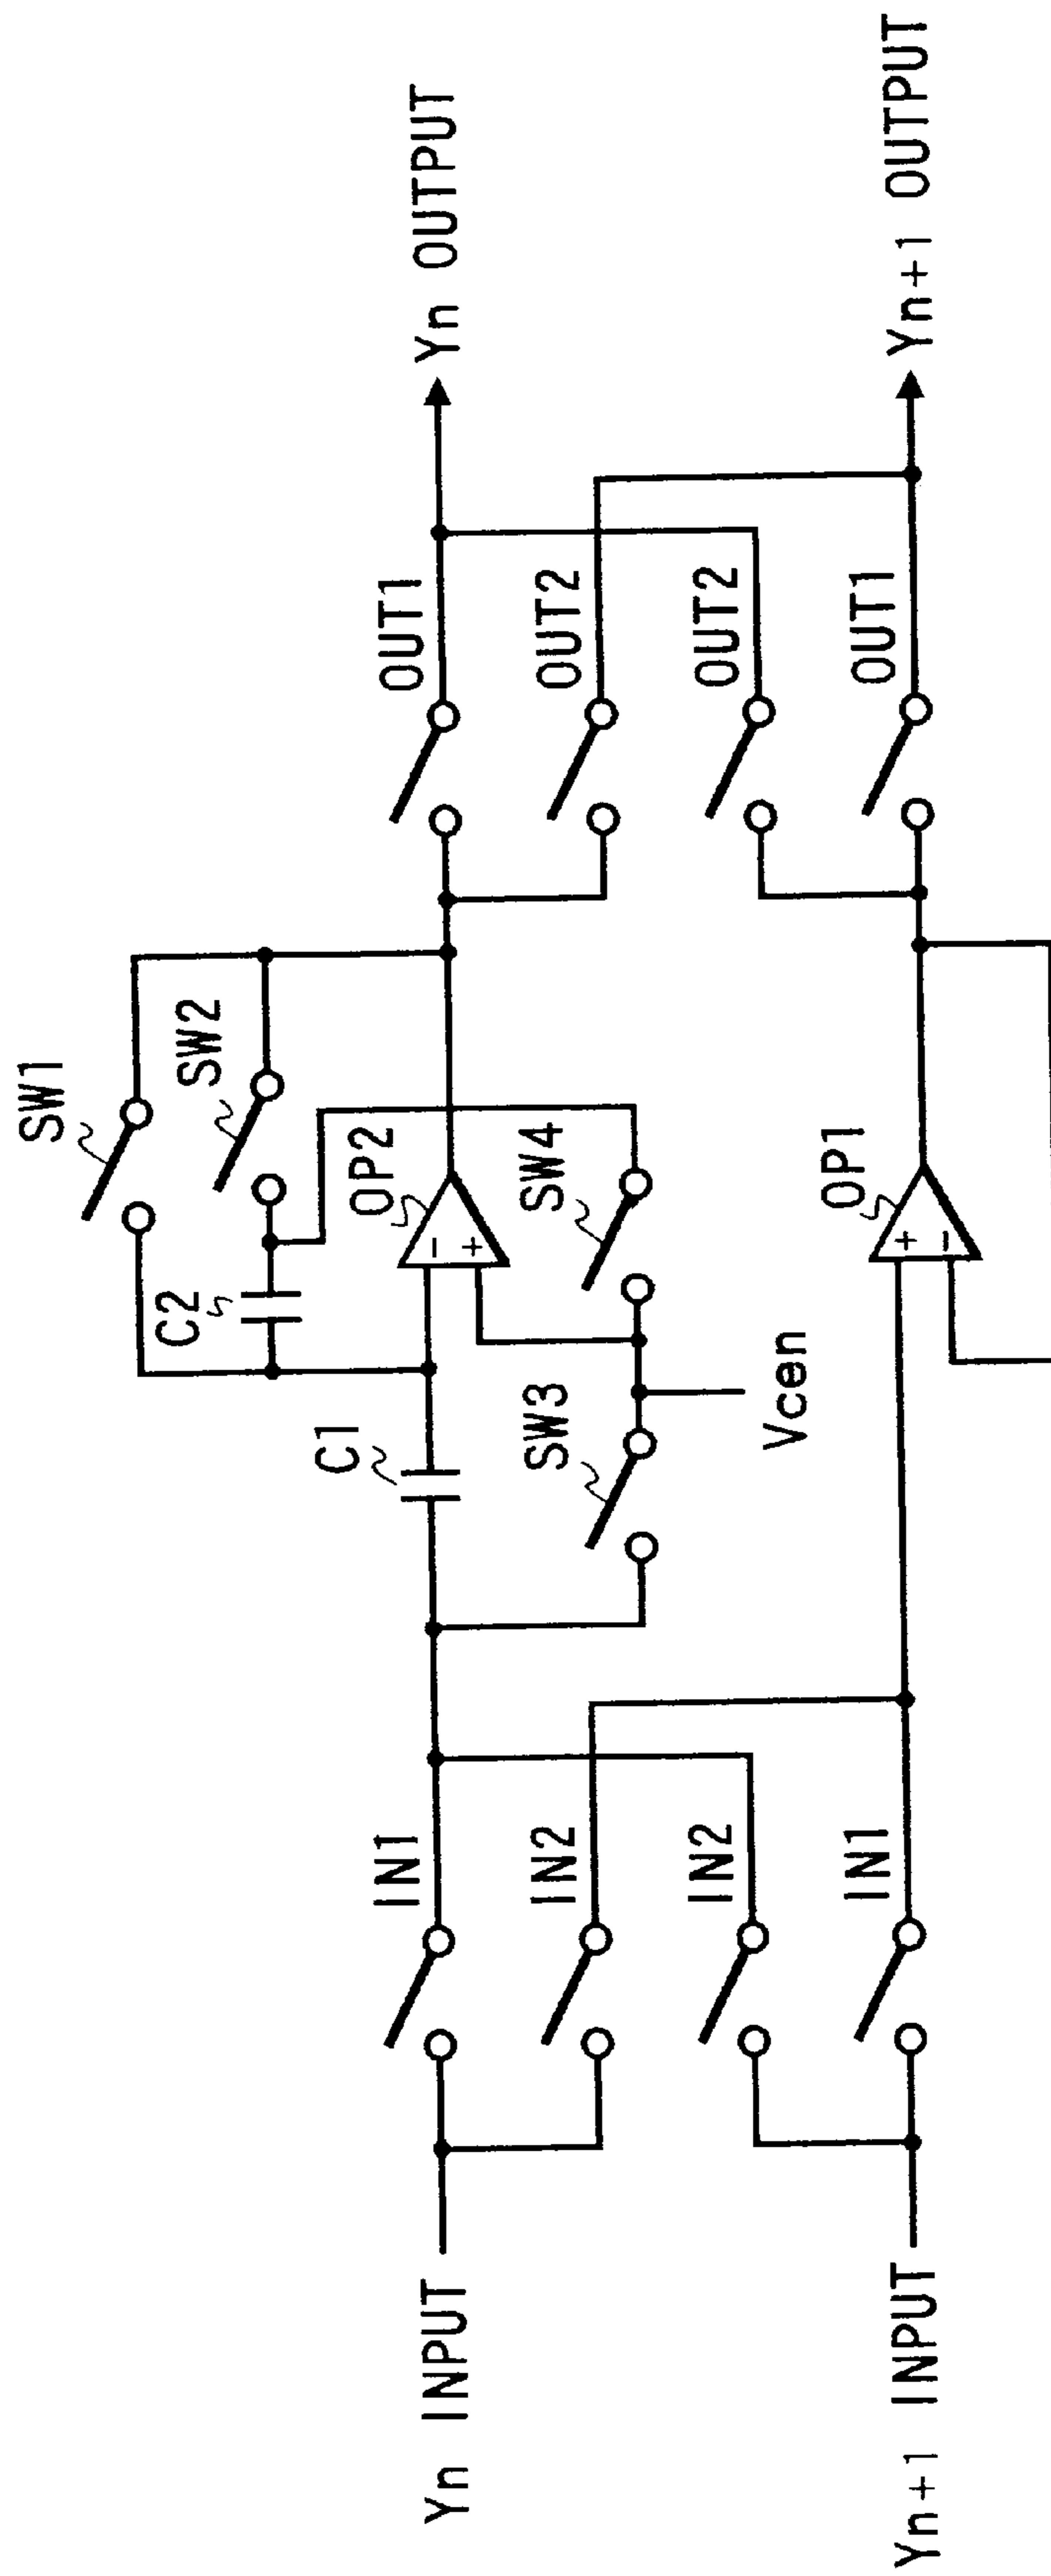 Yn INPUT
Yn+1 INPUT
IN1
IN2
IN2
IN1
C1
C2
SW1
SW2
SW3
SW4
Vcen
OP2
-
+
OP1
+
-
OUT1
OUT2
OUT2
OUT1
Yn OUTPUT
Yn+1 OUTPUT